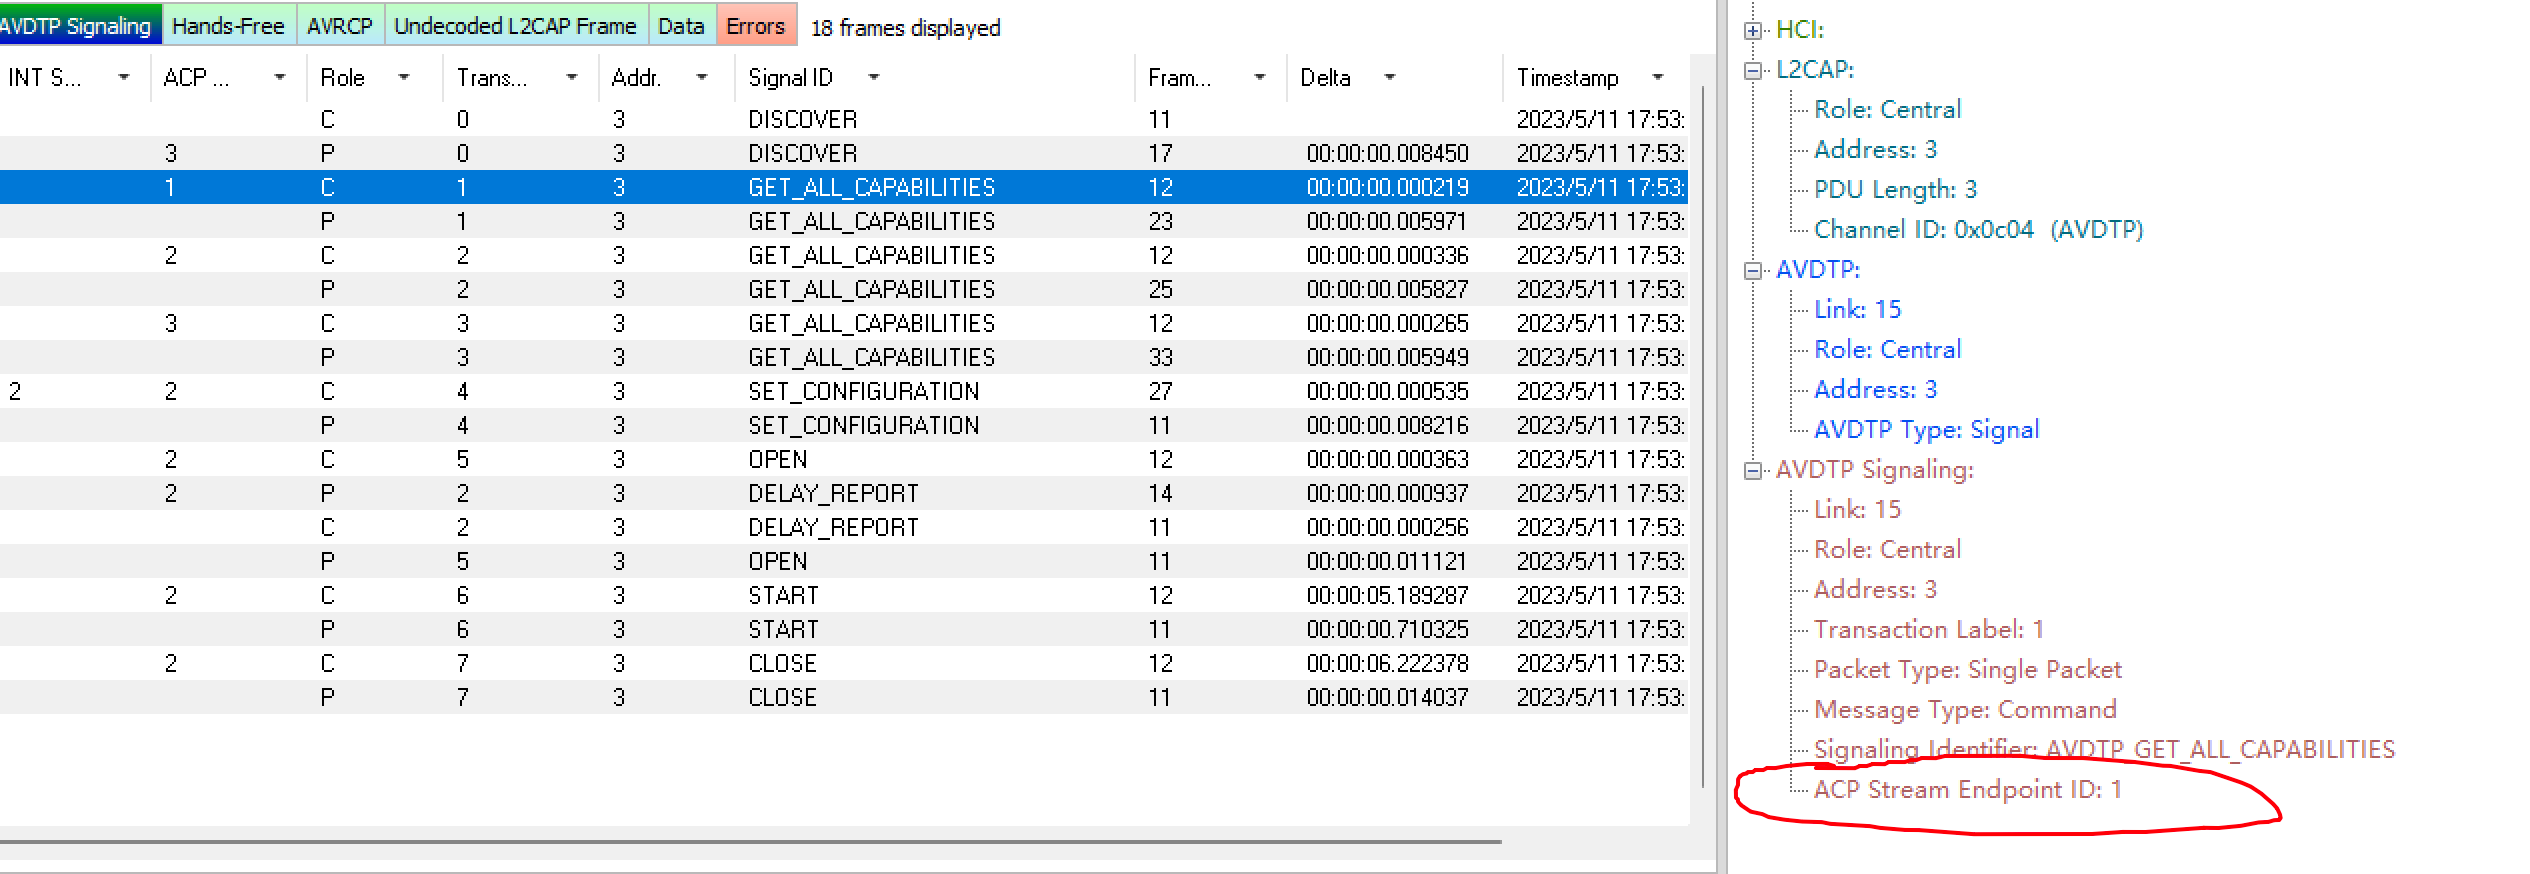 AVDTP Signaling Hands-Free AVRCP Undecoded L2CAP Frame Data Errors 18 frames displayed
INT S... ACP ... Role Trans... Addr. Signal ID Fram... Delta Timestamp
C 0 3 DISCOVER 11 2023/5/11 17:53:
3 P 0 3 DISCOVER 17 00:00:00.008450 2023/5/11 17:53:
1 C 1 3 GET_ALL_CAPABILITIES 12 00:00:00.000219 2023/5/11 17:53:
P 1 3 GET_ALL_CAPABILITIES 23 00:00:00.005971 2023/5/11 17:53:
2 C 2 3 GET_ALL_CAPABILITIES 12 00:00:00.000336 2023/5/11 17:53:
P 2 3 GET_ALL_CAPABILITIES 25 00:00:00.005827 2023/5/11 17:53:
3 C 3 3 GET_ALL_CAPABILITIES 12 00:00:00.000265 2023/5/11 17:53:
P 3 3 GET_ALL_CAPABILITIES 33 00:00:00.005949 2023/5/11 17:53:
2 2 C 4 3 SET_CONFIGURATION 27 00:00:00.000535 2023/5/11 17:53:
P 4 3 SET_CONFIGURATION 11 00:00:00.008216 2023/5/11 17:53:
2 C 5 3 OPEN 12 00:00:00.000363 2023/5/11 17:53:
2 P 2 3 DELAY_REPORT 14 00:00:00.000937 2023/5/11 17:53:
C 2 3 DELAY_REPORT 11 00:00:00.000256 2023/5/11 17:53:
P 5 3 OPEN 11 00:00:00.011121 2023/5/11 17:53:
2 C 6 3 START 12 00:00:05.189287 2023/5/11 17:53:
P 6 3 START 11 00:00:00.710325 2023/5/11 17:53:
2 C 7 3 CLOSE 12 00:00:06.222378 2023/5/11 17:53:
P 7 3 CLOSE 11 00:00:00.014037 2023/5/11 17:53:
HCI:
L2CAP:
Role: Central
Address: 3
PDU Length: 3
Channel ID: 0x0c04 (AVDTP)
AVDTP:
Link: 15
Role: Central
Address: 3
AVDTP Type: Signal
AVDTP Signaling:
Link: 15
Role: Central
Address: 3
Transaction Label: 1
Packet Type: Single Packet
Message Type: Command
Signaling Identifier: AVDTP_GET_ALL_CAPABILITIES
ACP Stream Endpoint ID: 1